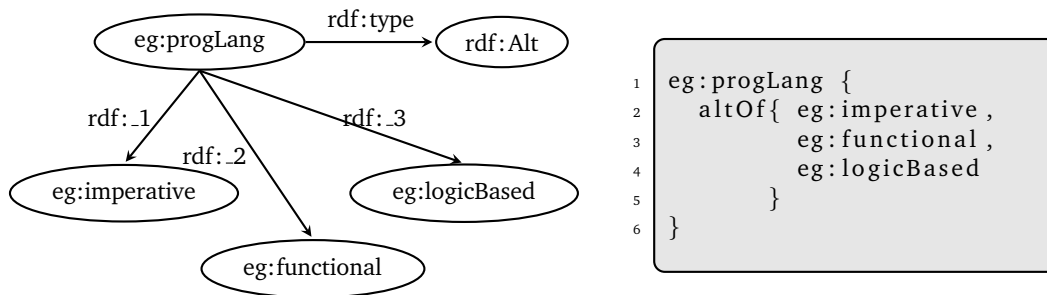 rdf:type
eg:progLang
rdf:Alt
rdf:_1
rdf:_3
rdf:_2
eg:imperative
eg:logicBased
eg:functional
1 eg:progLang {
2 altOf{ eg:imperative,
3 eg:functional,
4 eg:logicBased
5 }
6 }